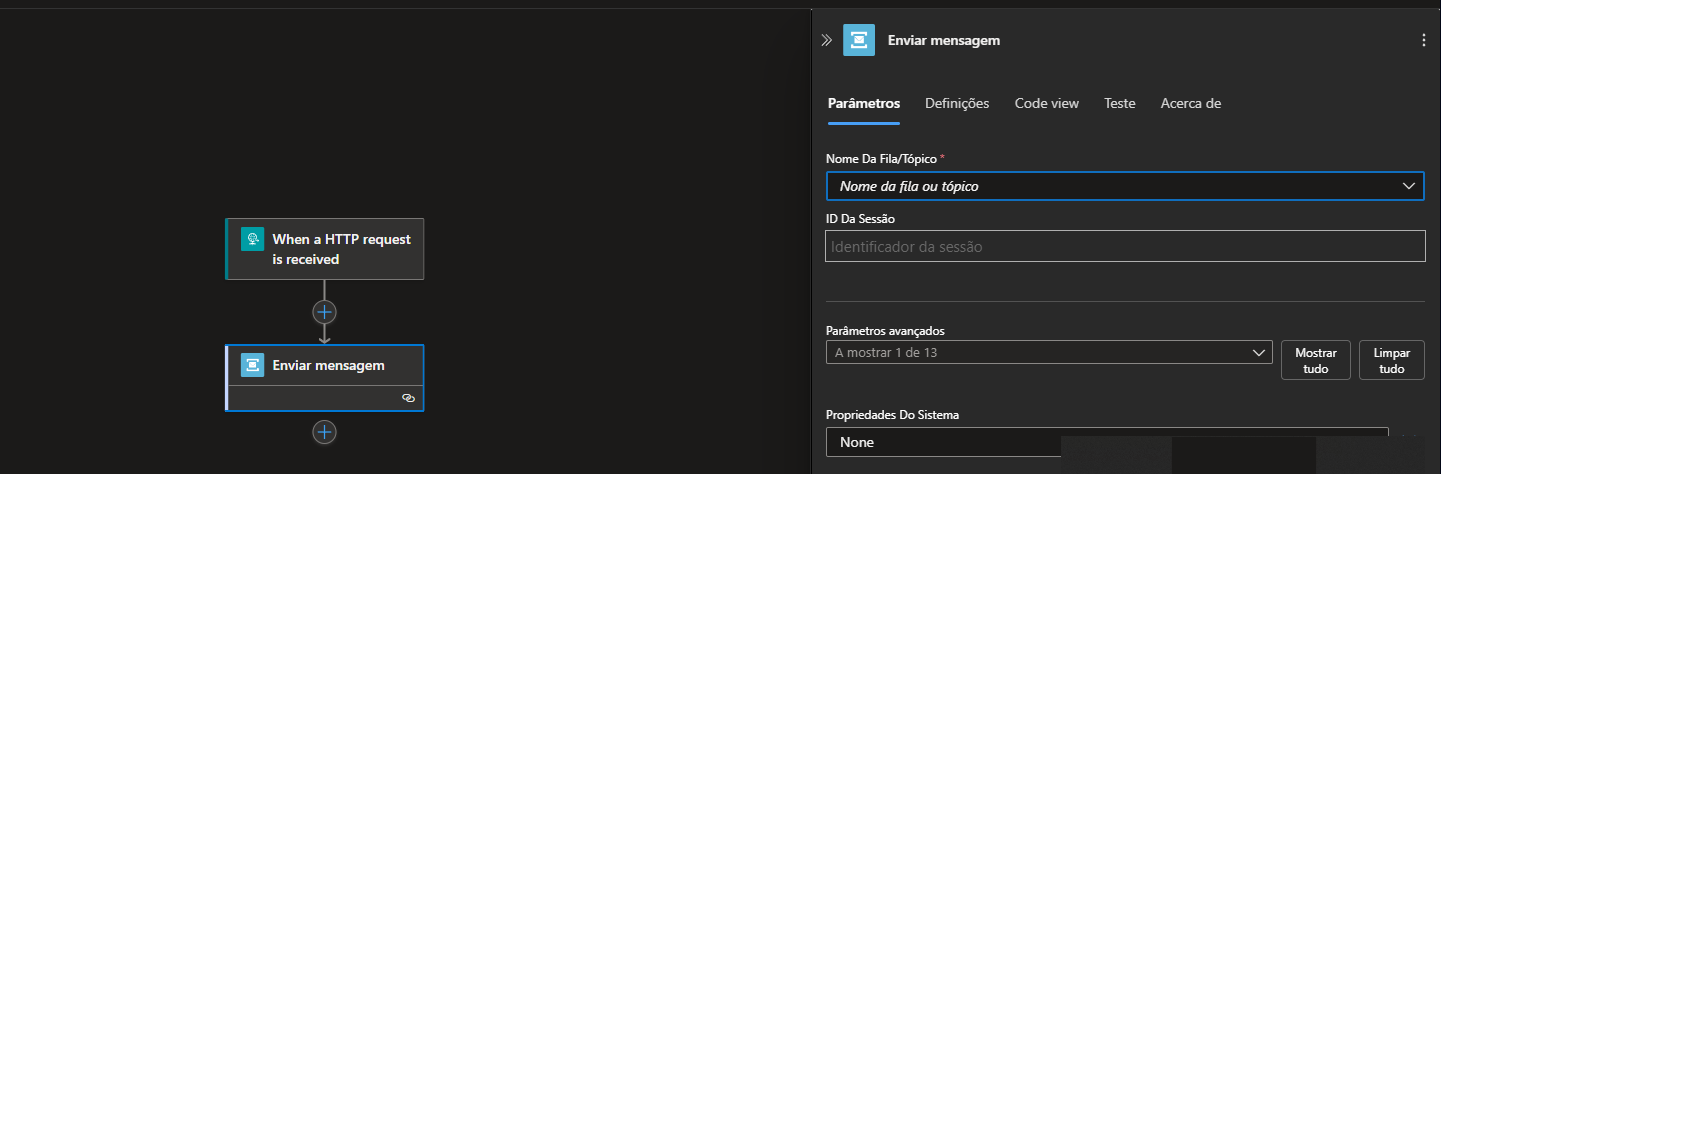 When a HTTP request
is received
Enviar mensagem
Enviar mensagem
Parâmetros Definições Code view Teste Acerca de
Nome Da Fila/Tópico *
Nome da fila ou tópico
ID Da Sessão
Identificador da sessão
Parâmetros avançados
A mostrar 1 de 13
Mostrar
tudo
Limpar
tudo
Propriedades Do Sistema
None